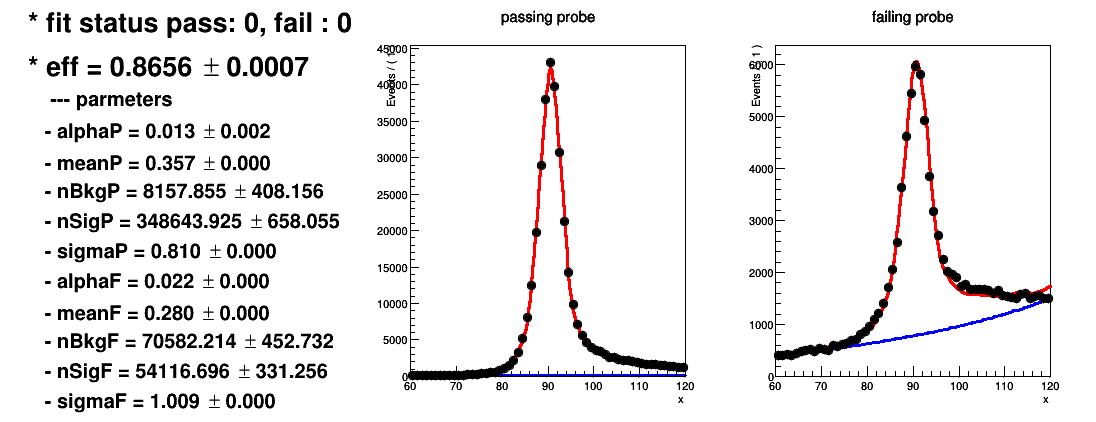 * fit status pass: 0, fail : 0
* eff = 0.8656 ± 0.0007
--- parmeters
- alphaP = 0.013 ± 0.002
- meanP = 0.357 ± 0.000
- nBkgP = 8157.855 ± 408.156
- nSigP = 348643.925 ± 658.055
- sigmaP = 0.810 ± 0.000
- alphaF = 0.022 ± 0.000
- meanF = 0.280 ± 0.000
- nBkgF = 70582.214 ± 452.732
- nSigF = 54116.696 ± 331.256
- sigmaF = 1.009 ± 0.000
passing probe
Events / ( 1 )
45000
40000
35000
30000
25000
20000
15000
10000
5000
0
60 70 80 90 100 110 120
x
failing probe
Events / ( 1 )
6000
5000
4000
3000
2000
1000
0
60 70 80 90 100 110 120
x